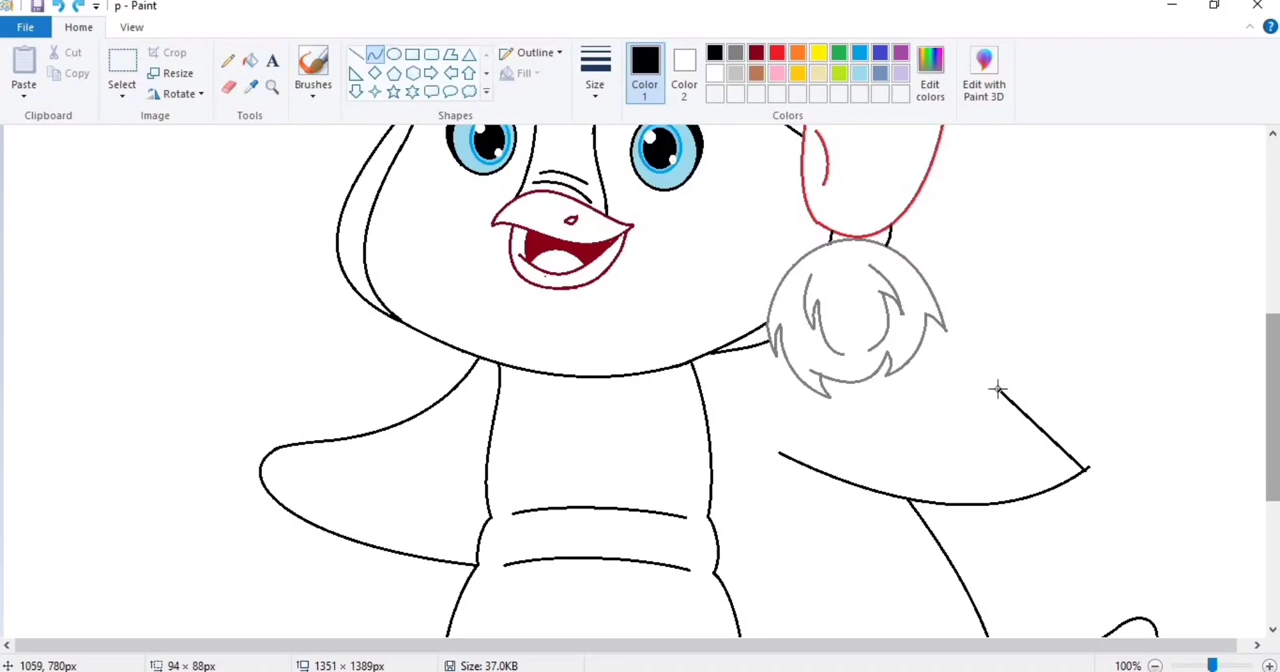 p - Paint
File Home View
Paste
Cut
Copy
Clipboard
Select
Crop
Resize
Rotate
Image
A
Tools
Brushes
Outline
Fill
Shapes
Size
Color 1
Color 2
Edit colors
Colors
Edit with Paint 3D
1059, 780px 94 × 88px 1351 × 1389px Size: 37.0KB 100%